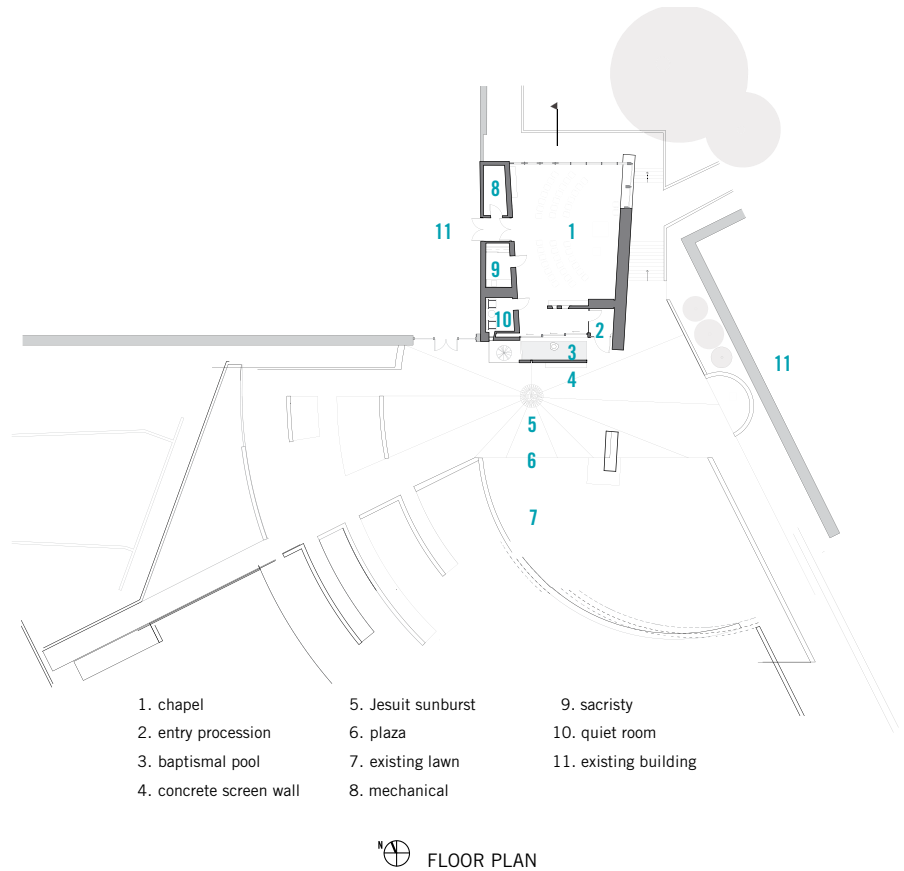 8
11
1
9
10
2
3
11
4
5
6
7
1. chapel
2. entry procession
3. baptismal pool
4. concrete screen wall
5. Jesuit sunburst
6. plaza
7. existing lawn
8. mechanical
9. sacristy
10. quiet room
11. existing building
N
FLOOR PLAN